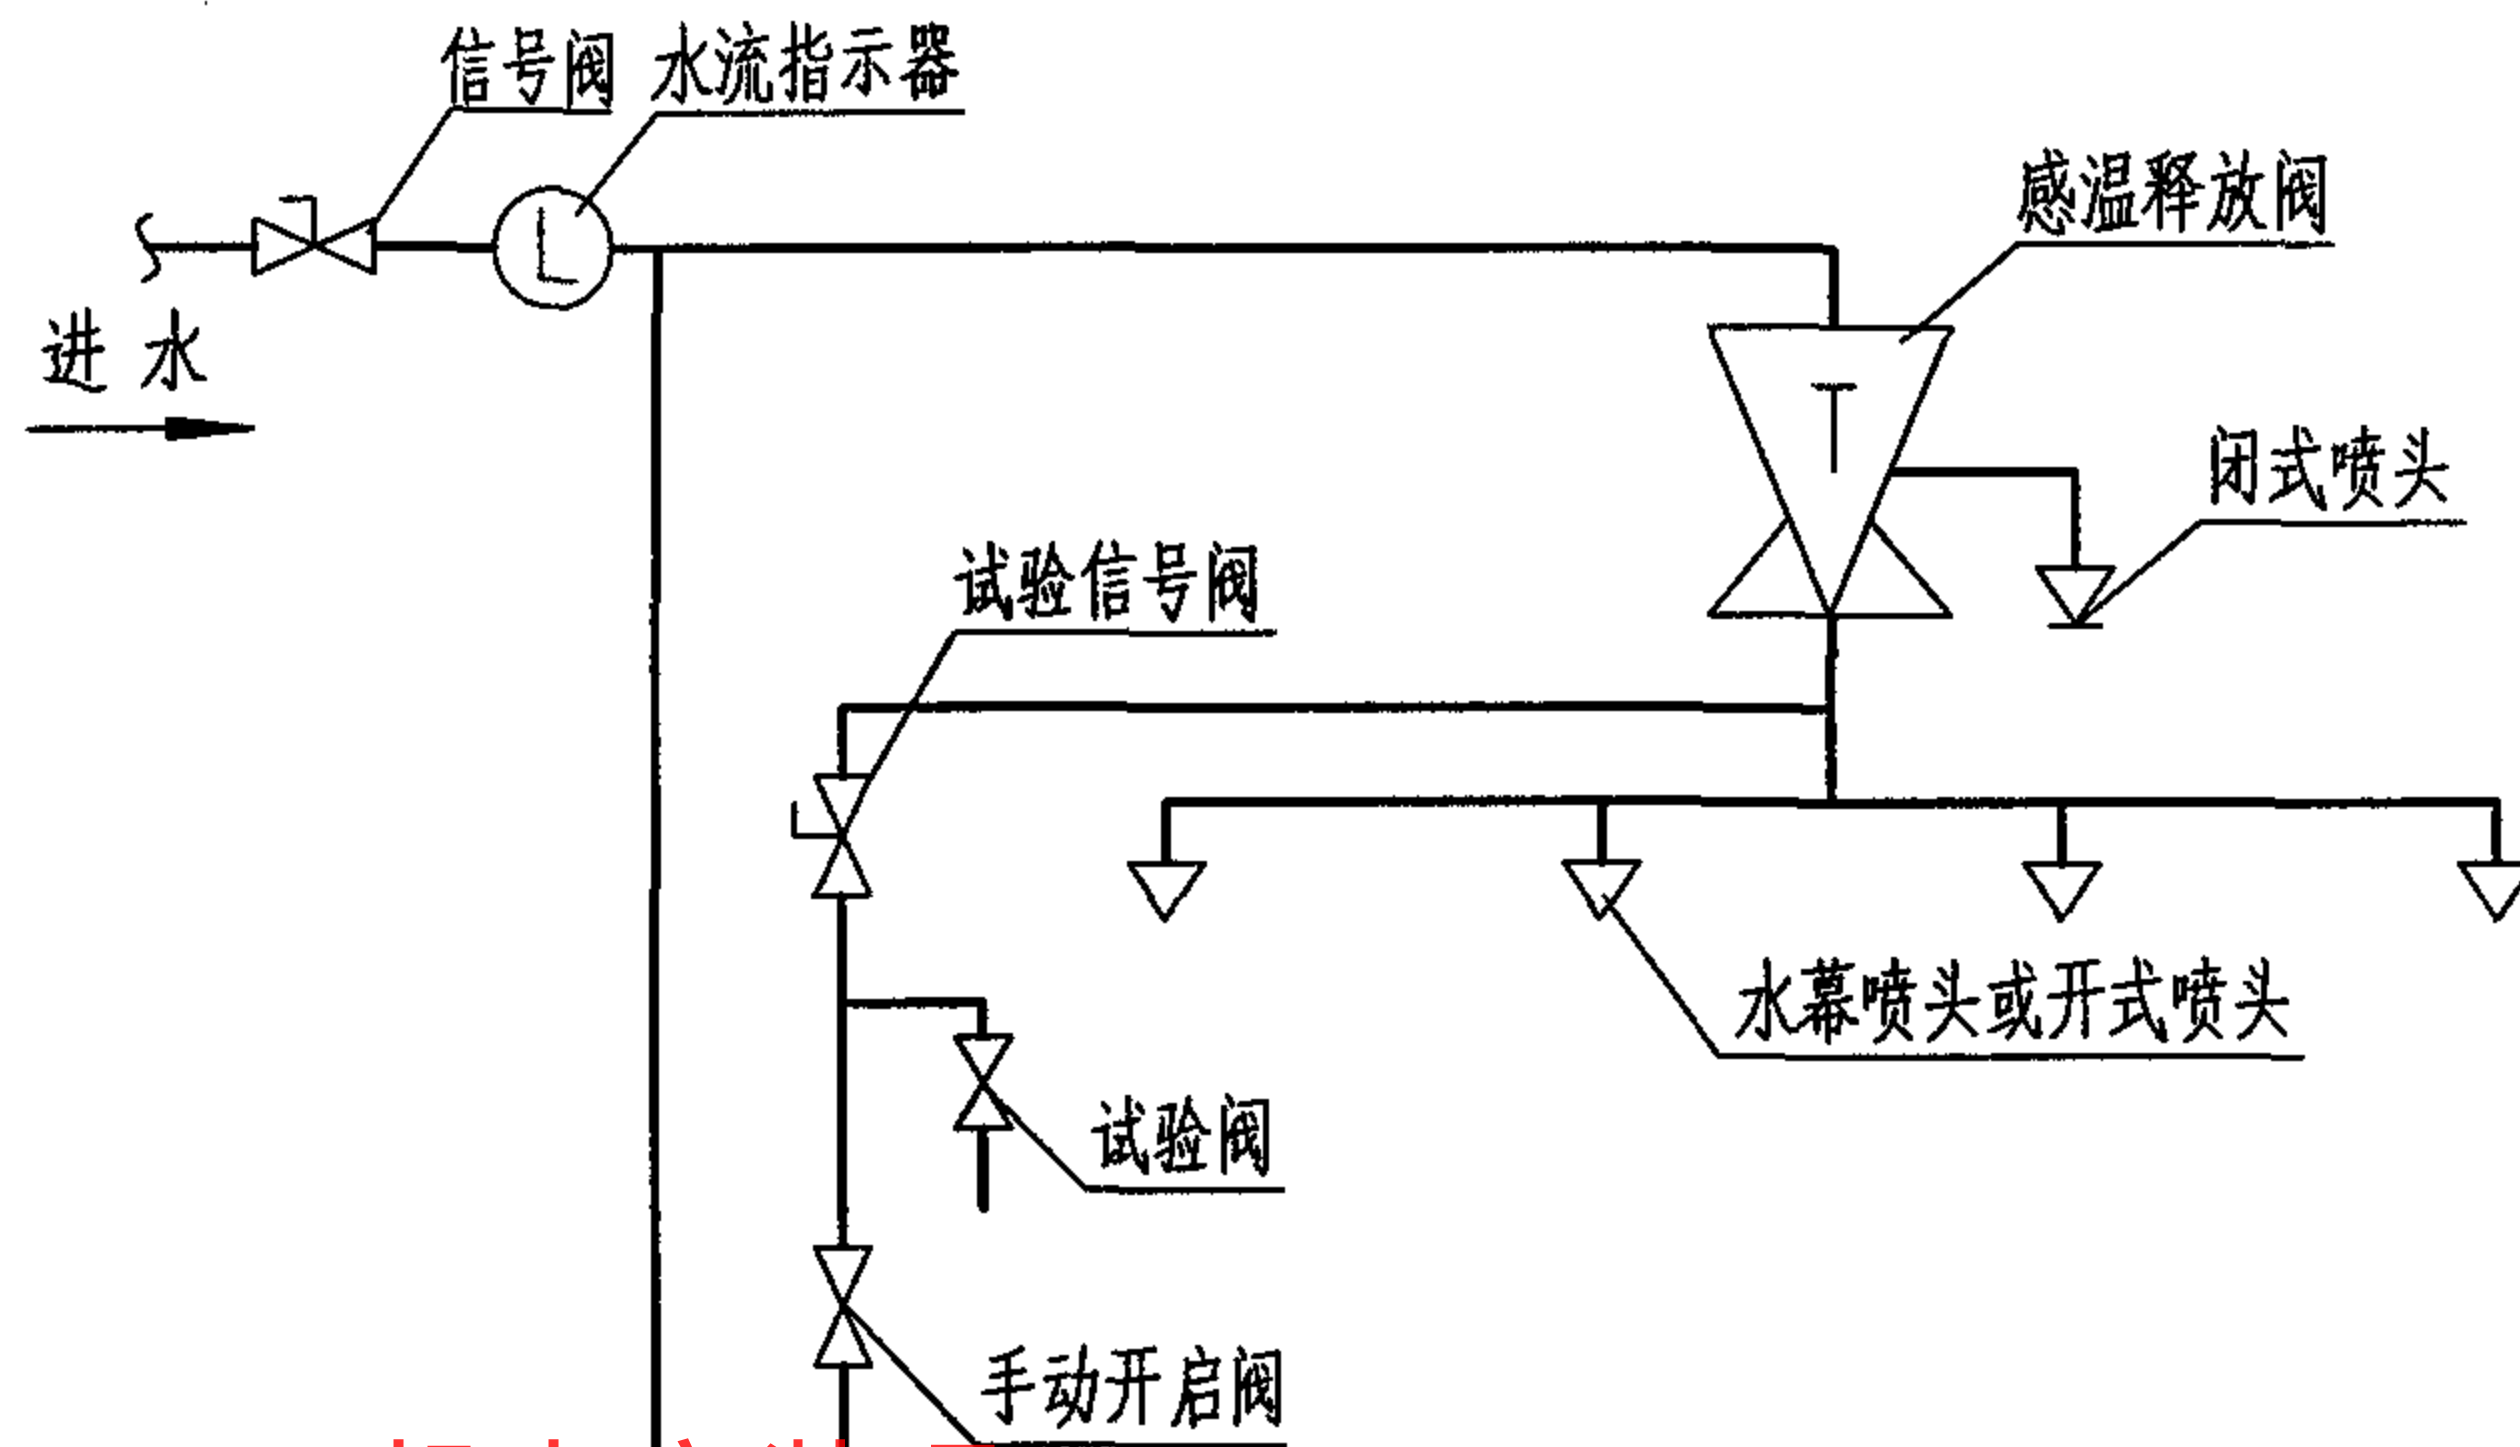 信号阀 水流指示器
感温释放阀
进水
闭式喷头
试验信号阀
水幕喷头或开式喷头
试验阀
手动开启阀